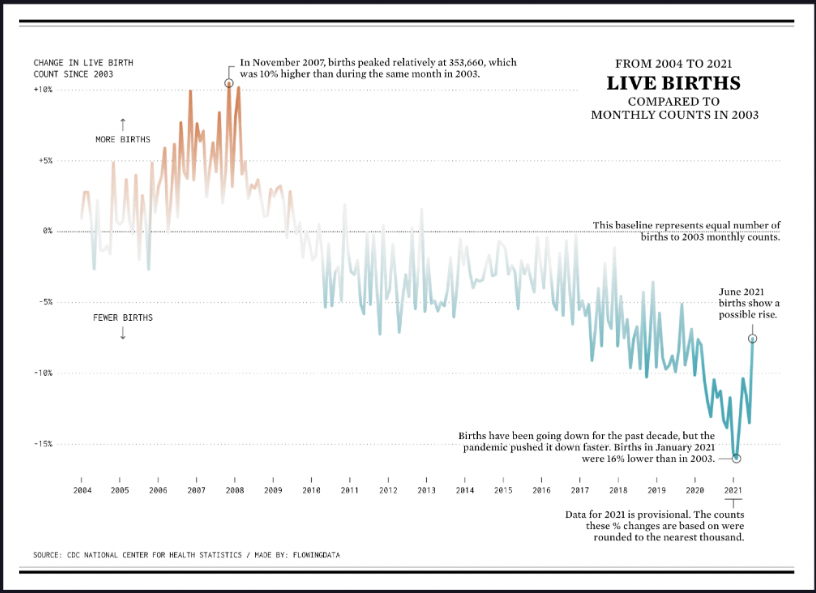 CHANGE IN LIVE BIRTH
COUNT SINCE 2003
In November 2007, births peaked relatively at 353,660, which
was 10% higher than during the same month in 2003.
FROM 2004 TO 2021
LIVE BIRTHS
COMPARED TO
MONTHLY COUNTS IN 2003
+10%
↑
MORE BIRTHS
+5%
0%
This baseline represents equal number of
births to 2003 monthly counts.
-5%
FEWER BIRTHS
↓
June 2021
births show a
possible rise.
-10%
-15%
Births have been going down for the past decade, but the
pandemic pushed it down faster. Births in January 2021
were 16% lower than in 2003.
2004 2005 2006 2007 2008 2009 2010 2011 2012 2013 2014 2015 2016 2017 2018 2019 2020 2021
Data for 2021 is provisional. The counts
these % changes are based on were
rounded to the nearest thousand.
SOURCE: CDC NATIONAL CENTER FOR HEALTH STATISTICS / MADE BY: FLOWINGDATA